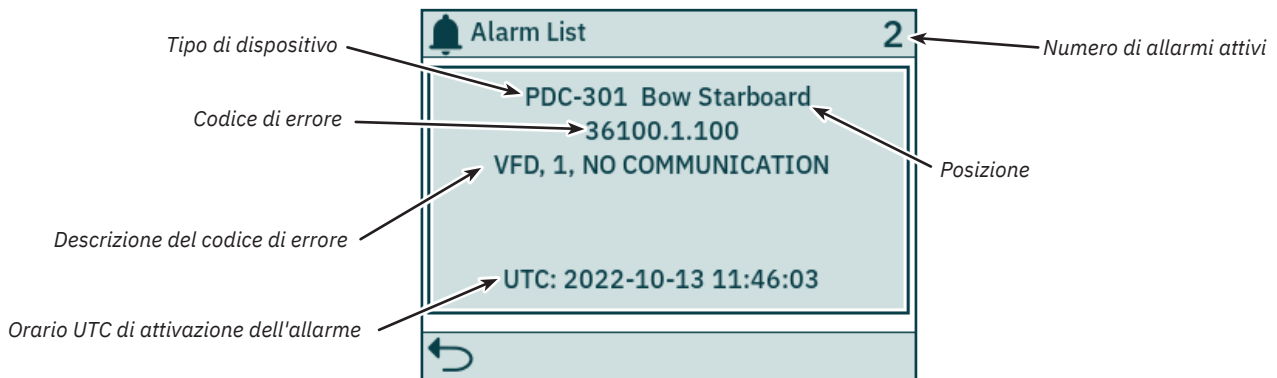 Alarm List
2
Tipo di dispositivo
Numero di allarmi attivi
PDC-301 Bow Starboard
Codice di errore
36100.1.100
VFD, 1, NO COMMUNICATION
Posizione
Descrizione del codice di errore
UTC: 2022-10-13 11:46:03
Orario UTC di attivazione dell'allarme